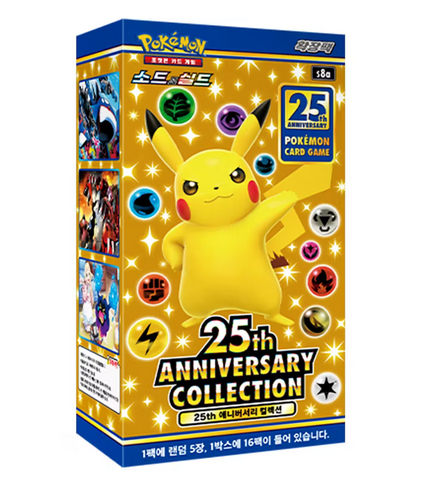 Pokémon
포켓몬 카드 게임
소드&실드
확장팩
s8a
25th
ANNIVERSARY
POKÉMON
CARD GAME
25th
ANNIVERSARY
COLLECTION
25th 애니버서리 컬렉션
1팩에 랜덤 5장, 1박스에 16팩이 들어 있습니다.